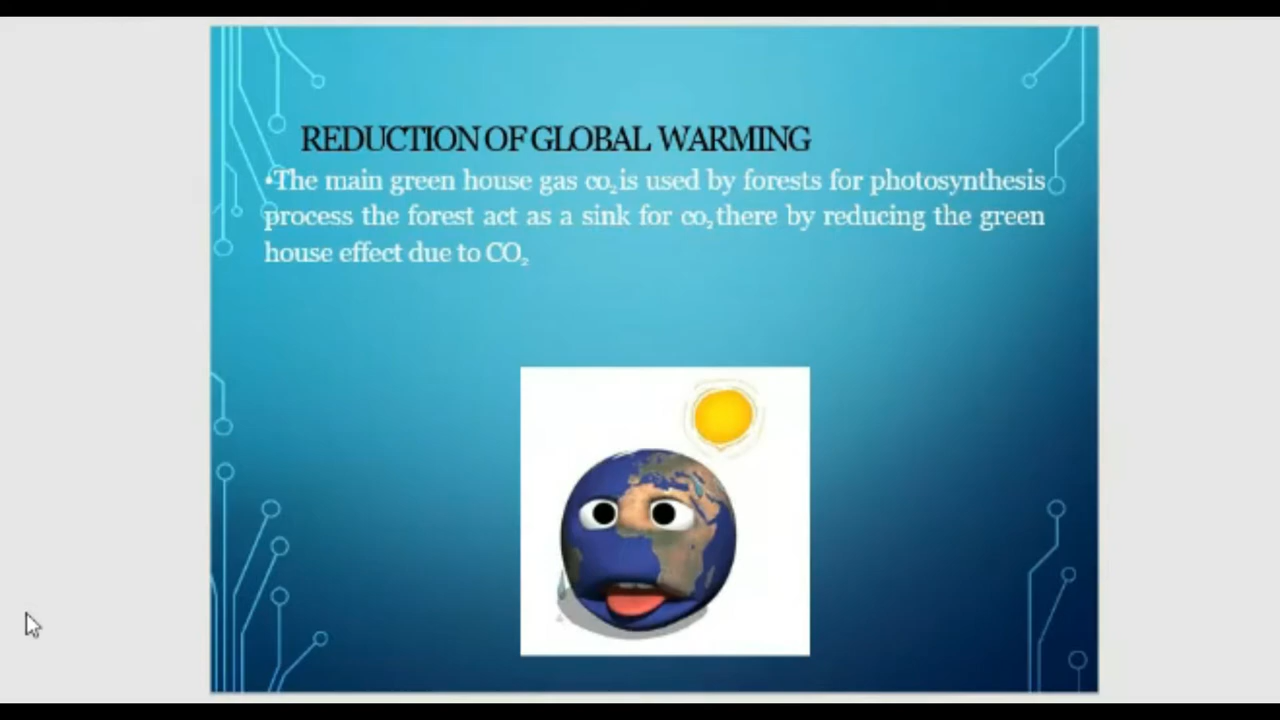 REDUCTION OF GLOBAL WARMING
•The main green house gas co₂ is used by forests for photosynthesis
process the forest act as a sink for co₂ there by reducing the green
house effect due to CO₂